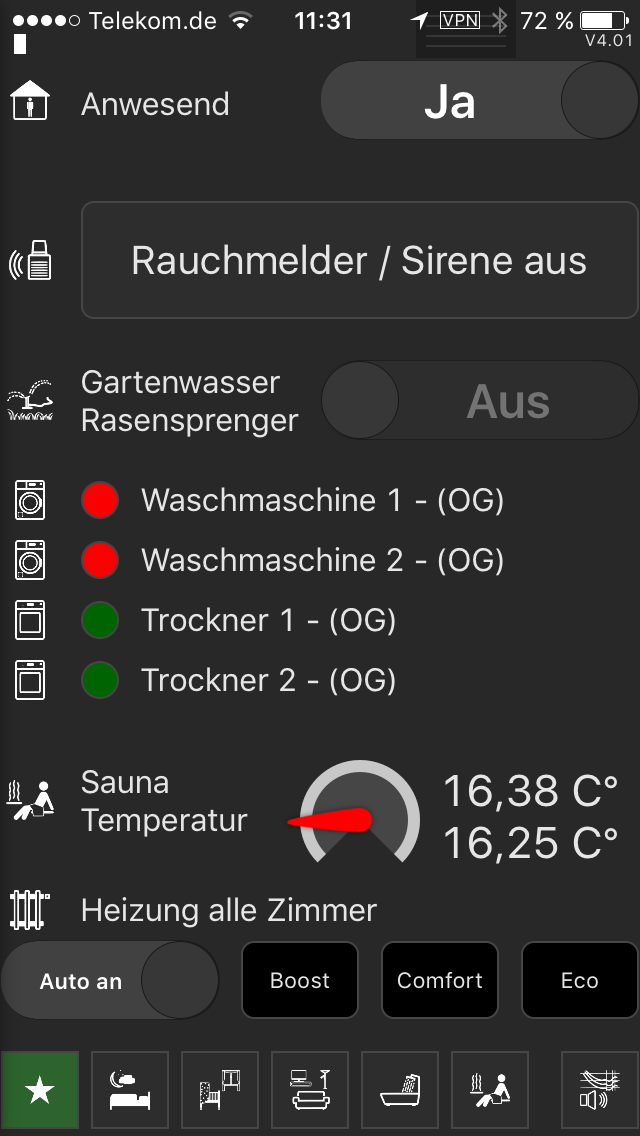 Telekom.de 11:31 VPN 72 %
V4.01
Anwesend Ja
Rauchmelder / Sirene aus
Gartenwasser
Rasensprenger Aus
Waschmaschine 1 - (OG)
Waschmaschine 2 - (OG)
Trockner 1 - (OG)
Trockner 2 - (OG)
Sauna
Temperatur
16,38 C°
16,25 C°
Heizung alle Zimmer
Auto an Boost Comfort Eco